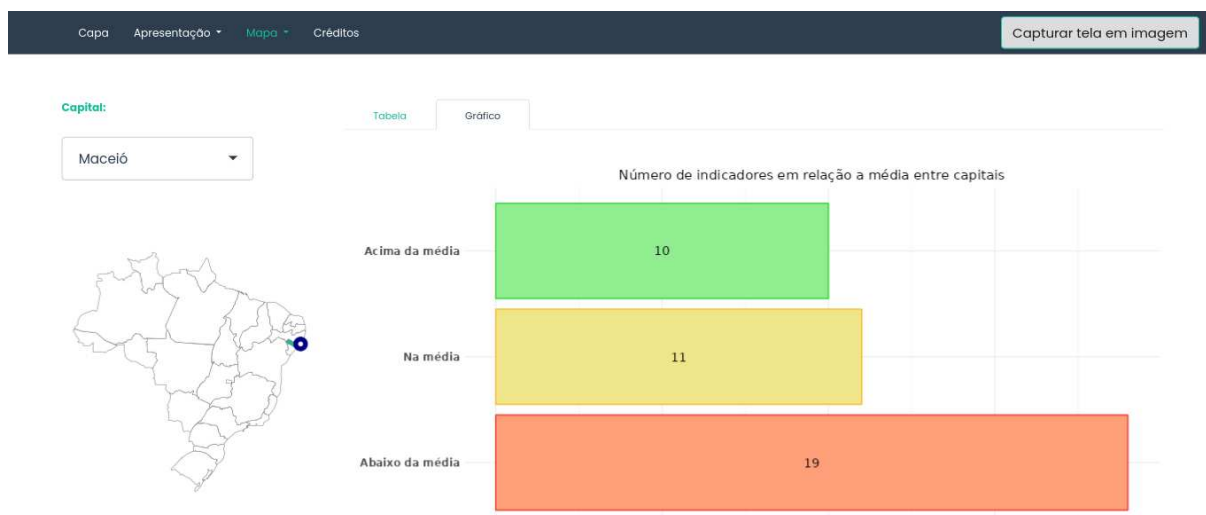 Capa Apresentação Mapa Créditos Capturar tela em imagem
Capital:
Maceió
Tabela Gráfico
Número de indicadores em relação a média entre capitais
Acima da média 10
Na média 11
Abaixo da média 19